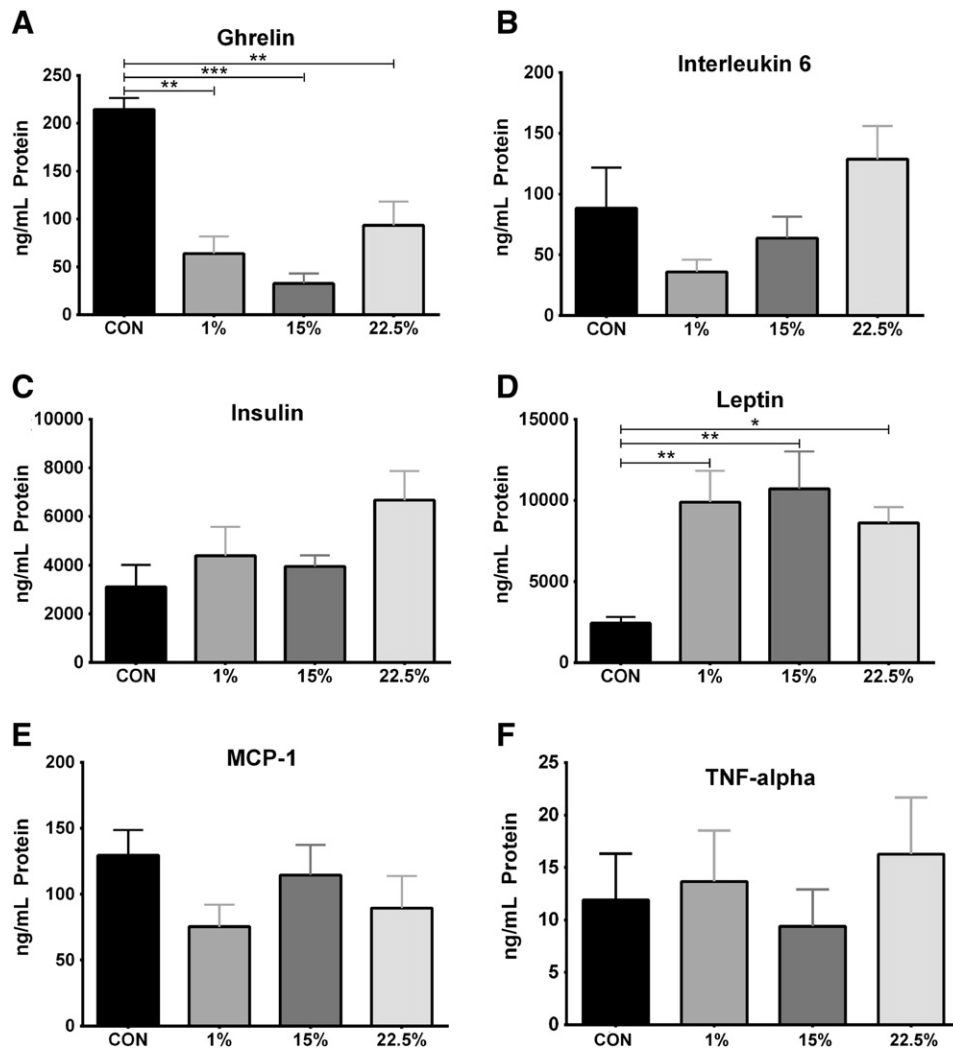 A
Ghrelin
**
***
**
ng/mL Protein
250
200
150
100
50
0
CON 1% 15% 22.5%
B
Interleukin 6
ng/mL Protein
200
150
100
50
0
CON 1% 15% 22.5%
C
Insulin
ng/mL Protein
10000
8000
6000
4000
2000
0
CON 1% 15% 22.5%
D
Leptin
*
**
**
ng/mL Protein
15000
10000
5000
0
CON 1% 15% 22.5%
E
MCP-1
ng/mL Protein
200
150
100
50
0
CON 1% 15% 22.5%
F
TNF-alpha
ng/mL Protein
25
20
15
10
5
0
CON 1% 15% 22.5%